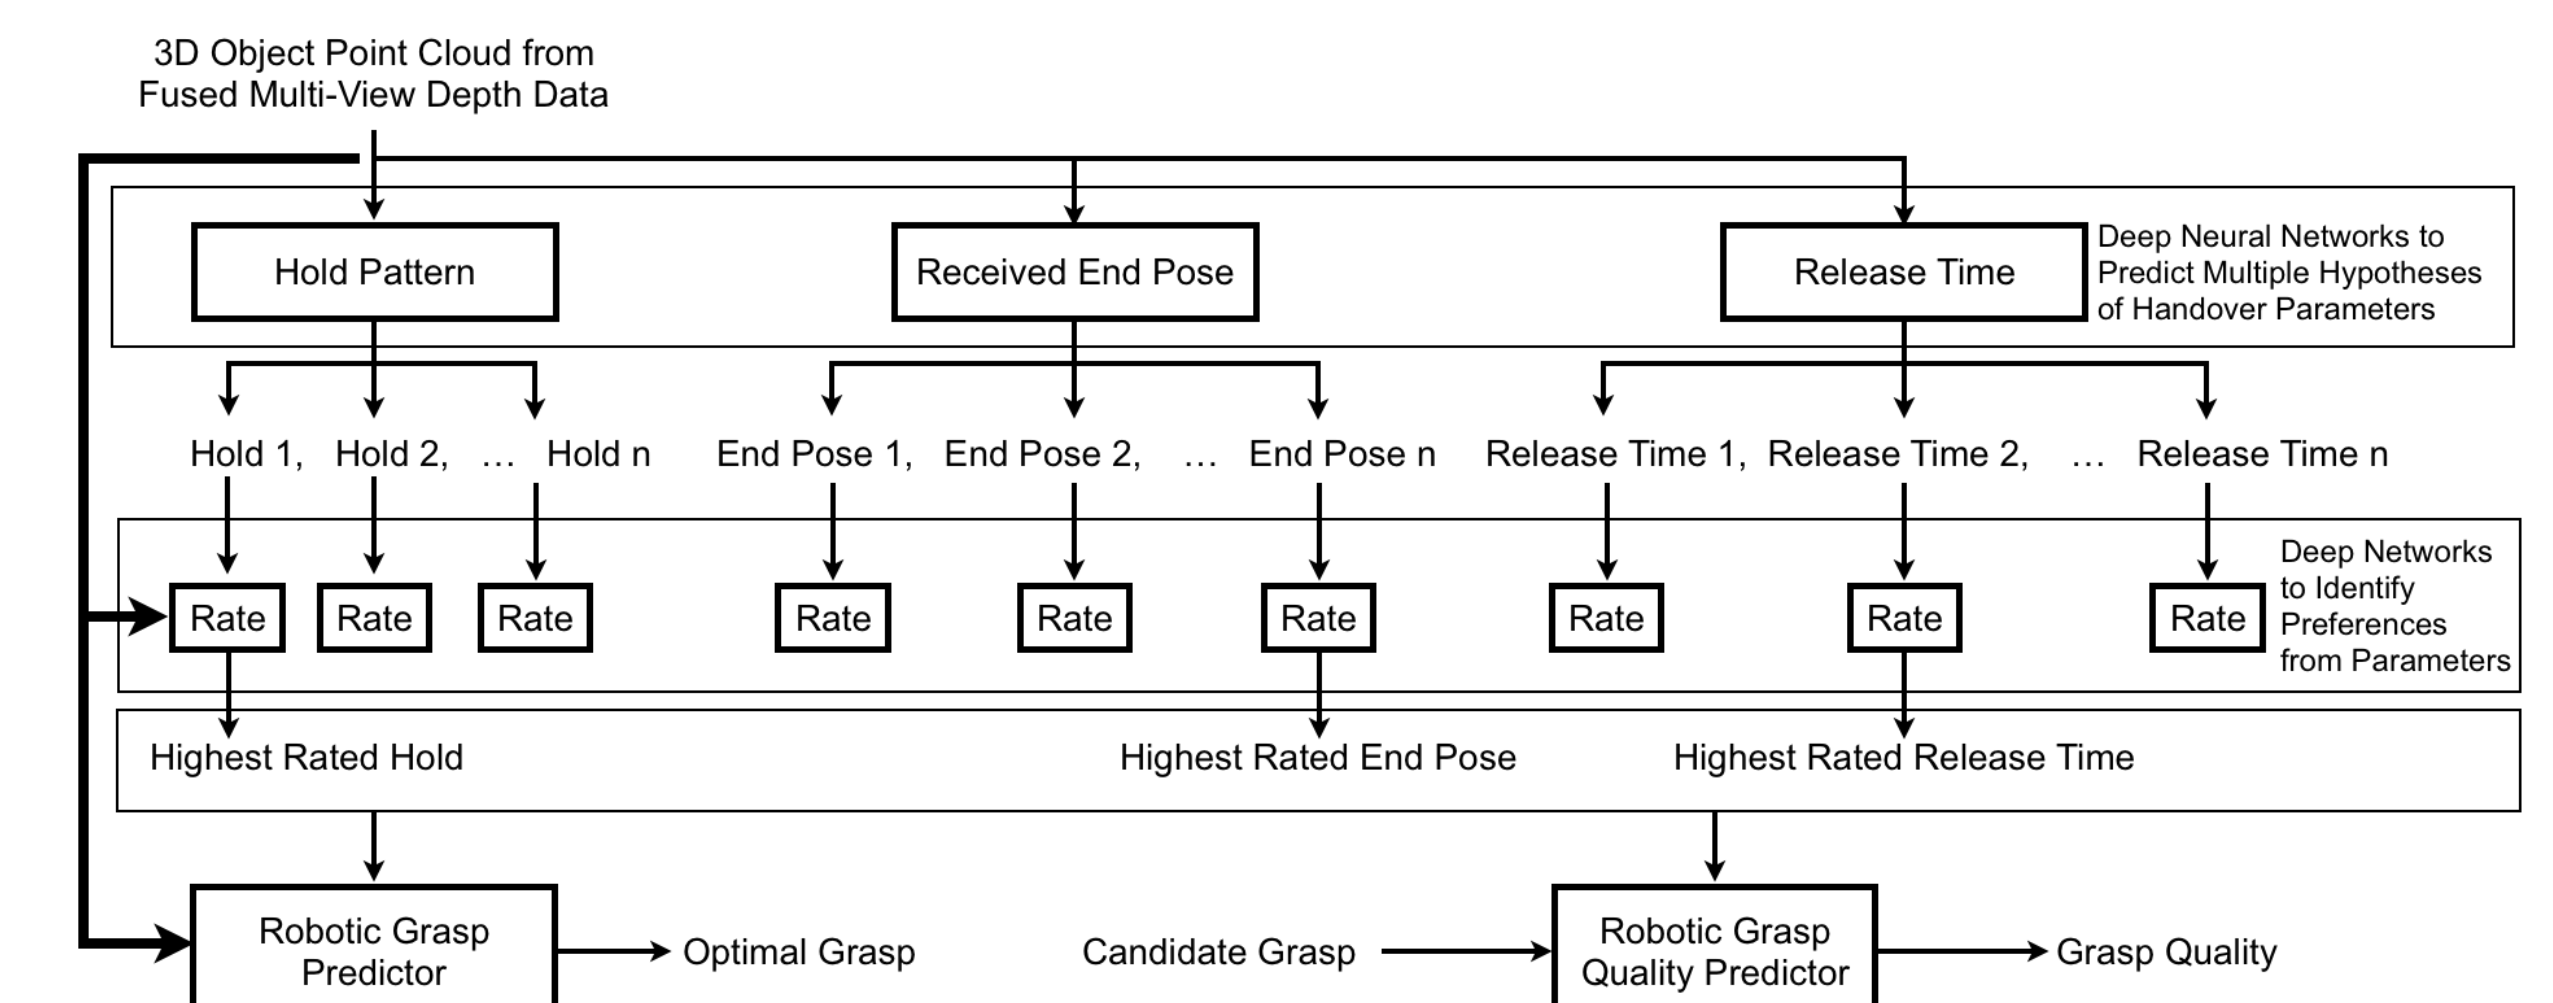 3D Object Point Cloud from
Fused Multi-View Depth Data
Hold Pattern
Received End Pose
Release Time
Deep Neural Networks to
Predict Multiple Hypotheses
of Handover Parameters
Hold 1, Hold 2, … Hold n End Pose 1, End Pose 2, … End Pose n Release Time 1, Release Time 2, … Release Time n
Rate Rate Rate Rate Rate Rate Rate Rate Rate
Deep Networks
to Identify
Preferences
from Parameters
Highest Rated Hold
Highest Rated End Pose
Highest Rated Release Time
Robotic Grasp
Predictor
Optimal Grasp
Candidate Grasp
Robotic Grasp
Quality Predictor
Grasp Quality